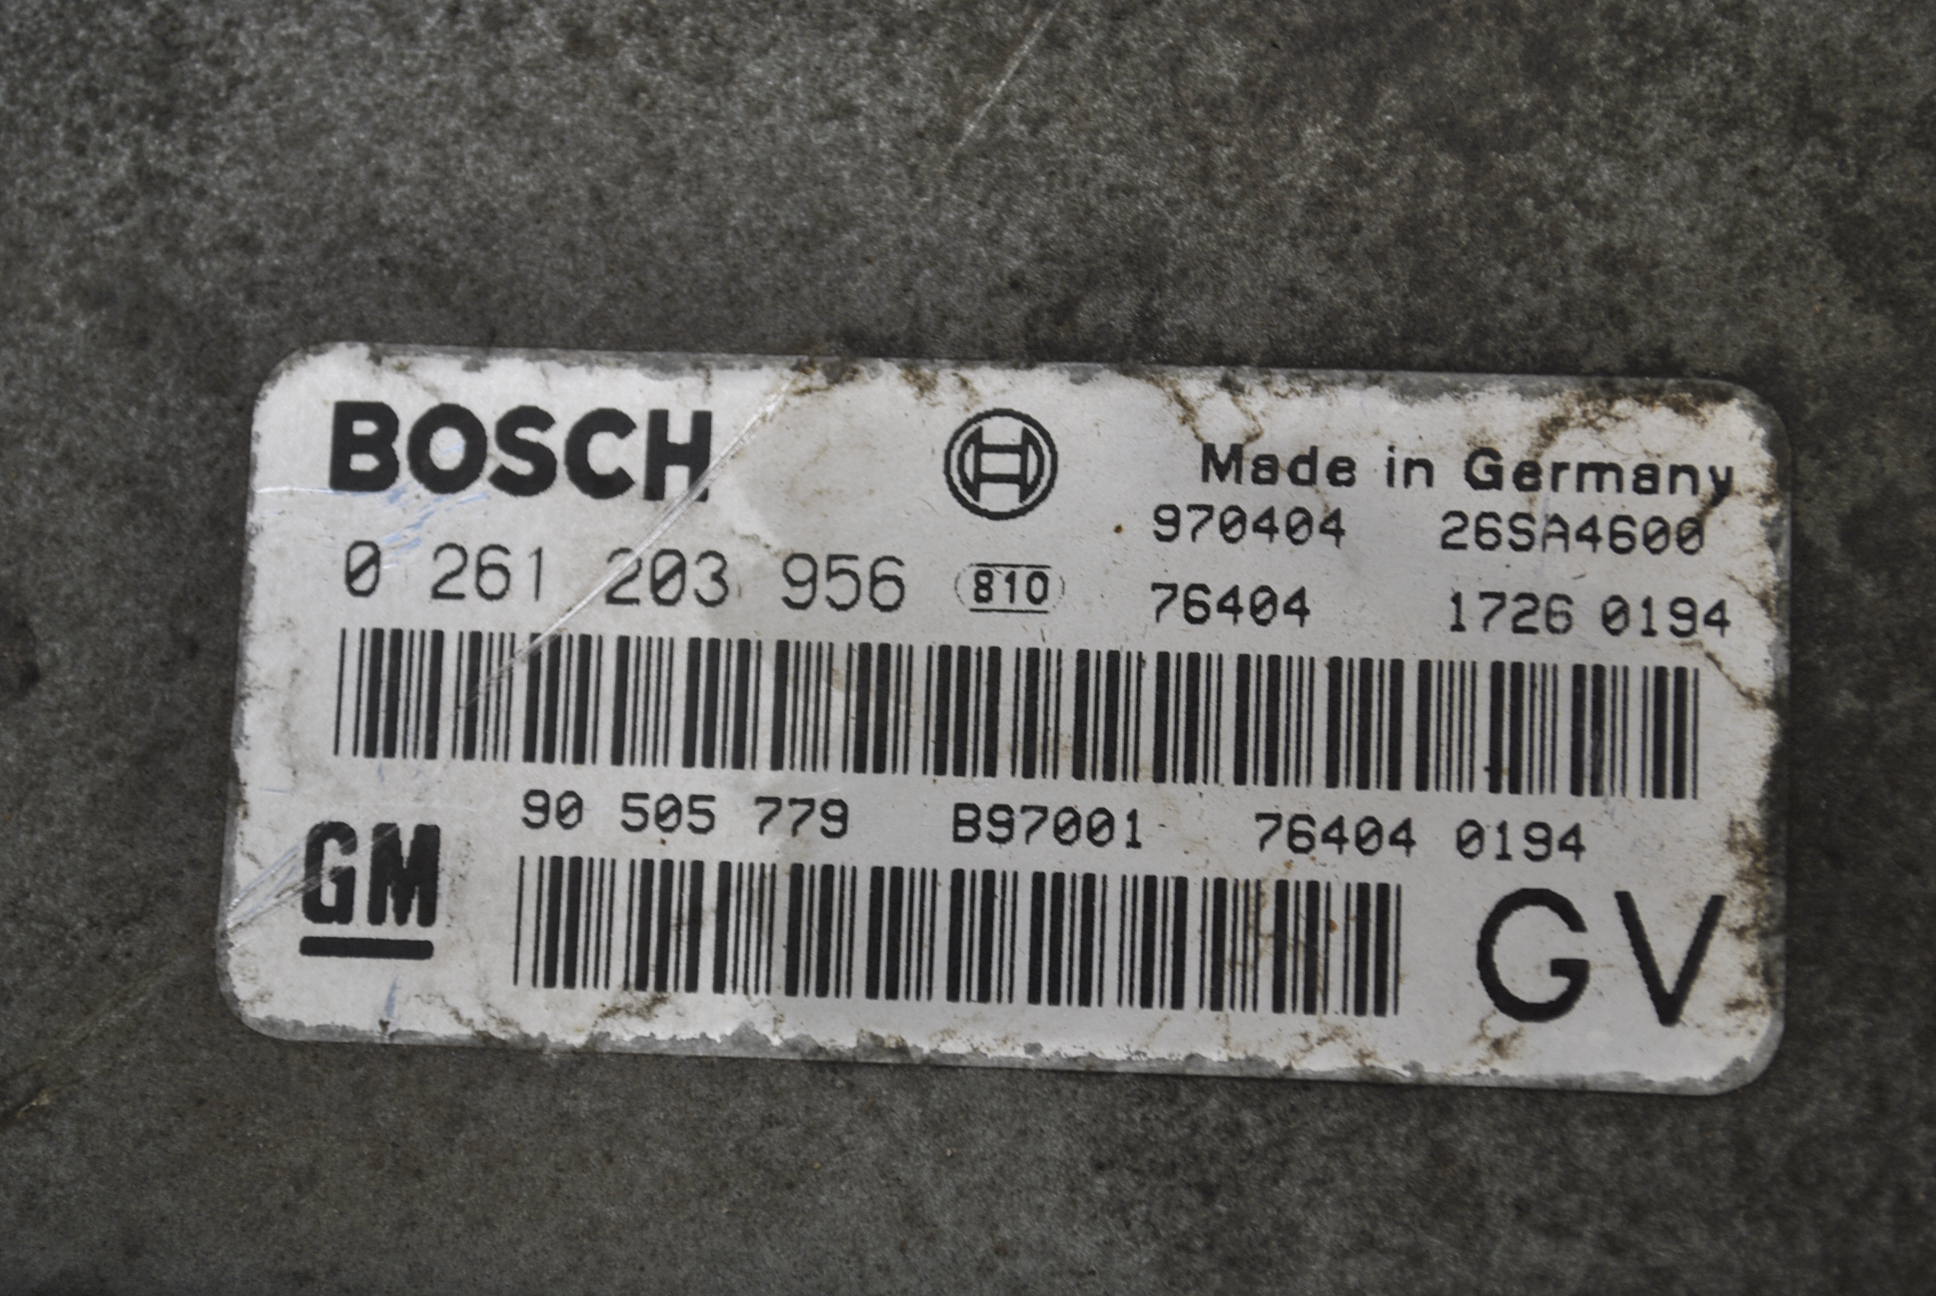 BOSCH Made in Germany
970404 26SA4600
0 261 203 956 810 76404 1726 0194
90 505 779 B97001 76404 0194
GM GV